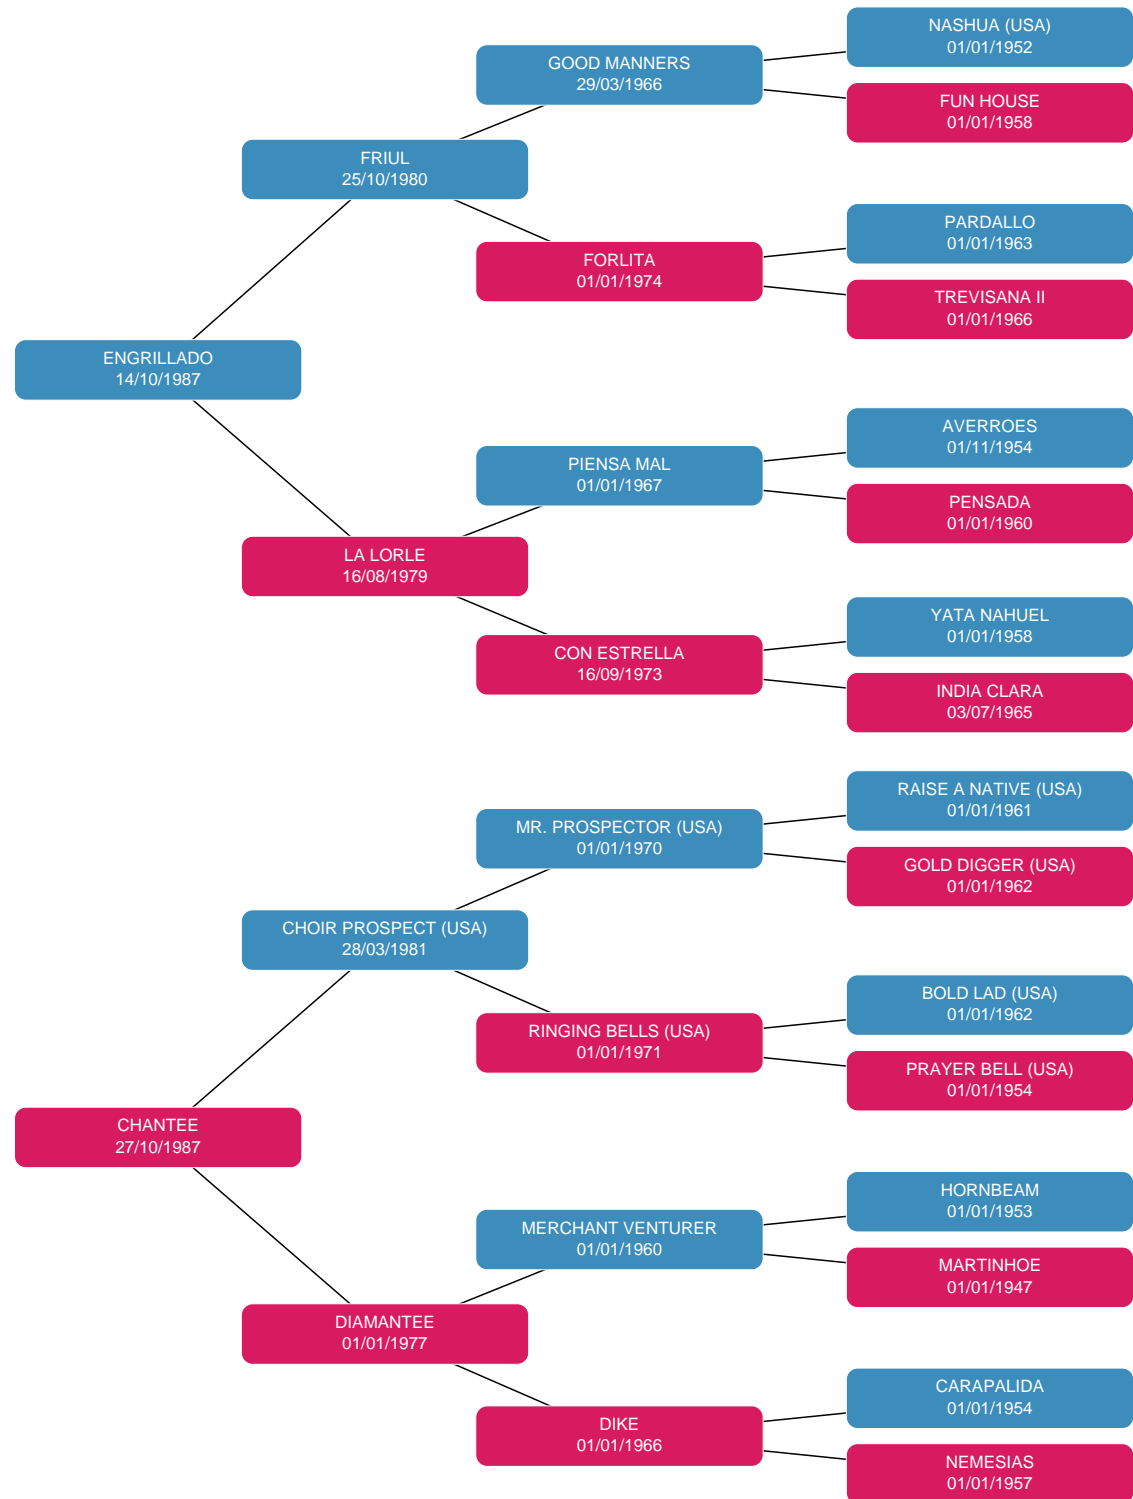 NASHUA (USA)
01/01/1952
GOOD MANNERS
29/03/1966
FUN HOUSE
01/01/1958
FRIUL
25/10/1980
PARDALLO
01/01/1963
FORLITA
01/01/1974
TREVISANA II
01/01/1966
ENGRILLADO
14/10/1987
AVERROES
01/11/1954
PIENSA MAL
01/01/1967
PENSADA
01/01/1960
LA LORLE
16/08/1979
YATA NAHUEL
01/01/1958
CON ESTRELLA
16/09/1973
INDIA CLARA
03/07/1965
RAISE A NATIVE (USA)
01/01/1961
MR. PROSPECTOR (USA)
01/01/1970
GOLD DIGGER (USA)
01/01/1962
CHOIR PROSPECT (USA)
28/03/1981
BOLD LAD (USA)
01/01/1962
RINGING BELLS (USA)
01/01/1971
PRAYER BELL (USA)
01/01/1954
CHANTEE
27/10/1987
HORNBEAM
01/01/1953
MERCHANT VENTURER
01/01/1960
MARTINHOE
01/01/1947
DIAMANTEE
01/01/1977
CARAPALIDA
01/01/1954
DIKE
01/01/1966
NEMESIAS
01/01/1957